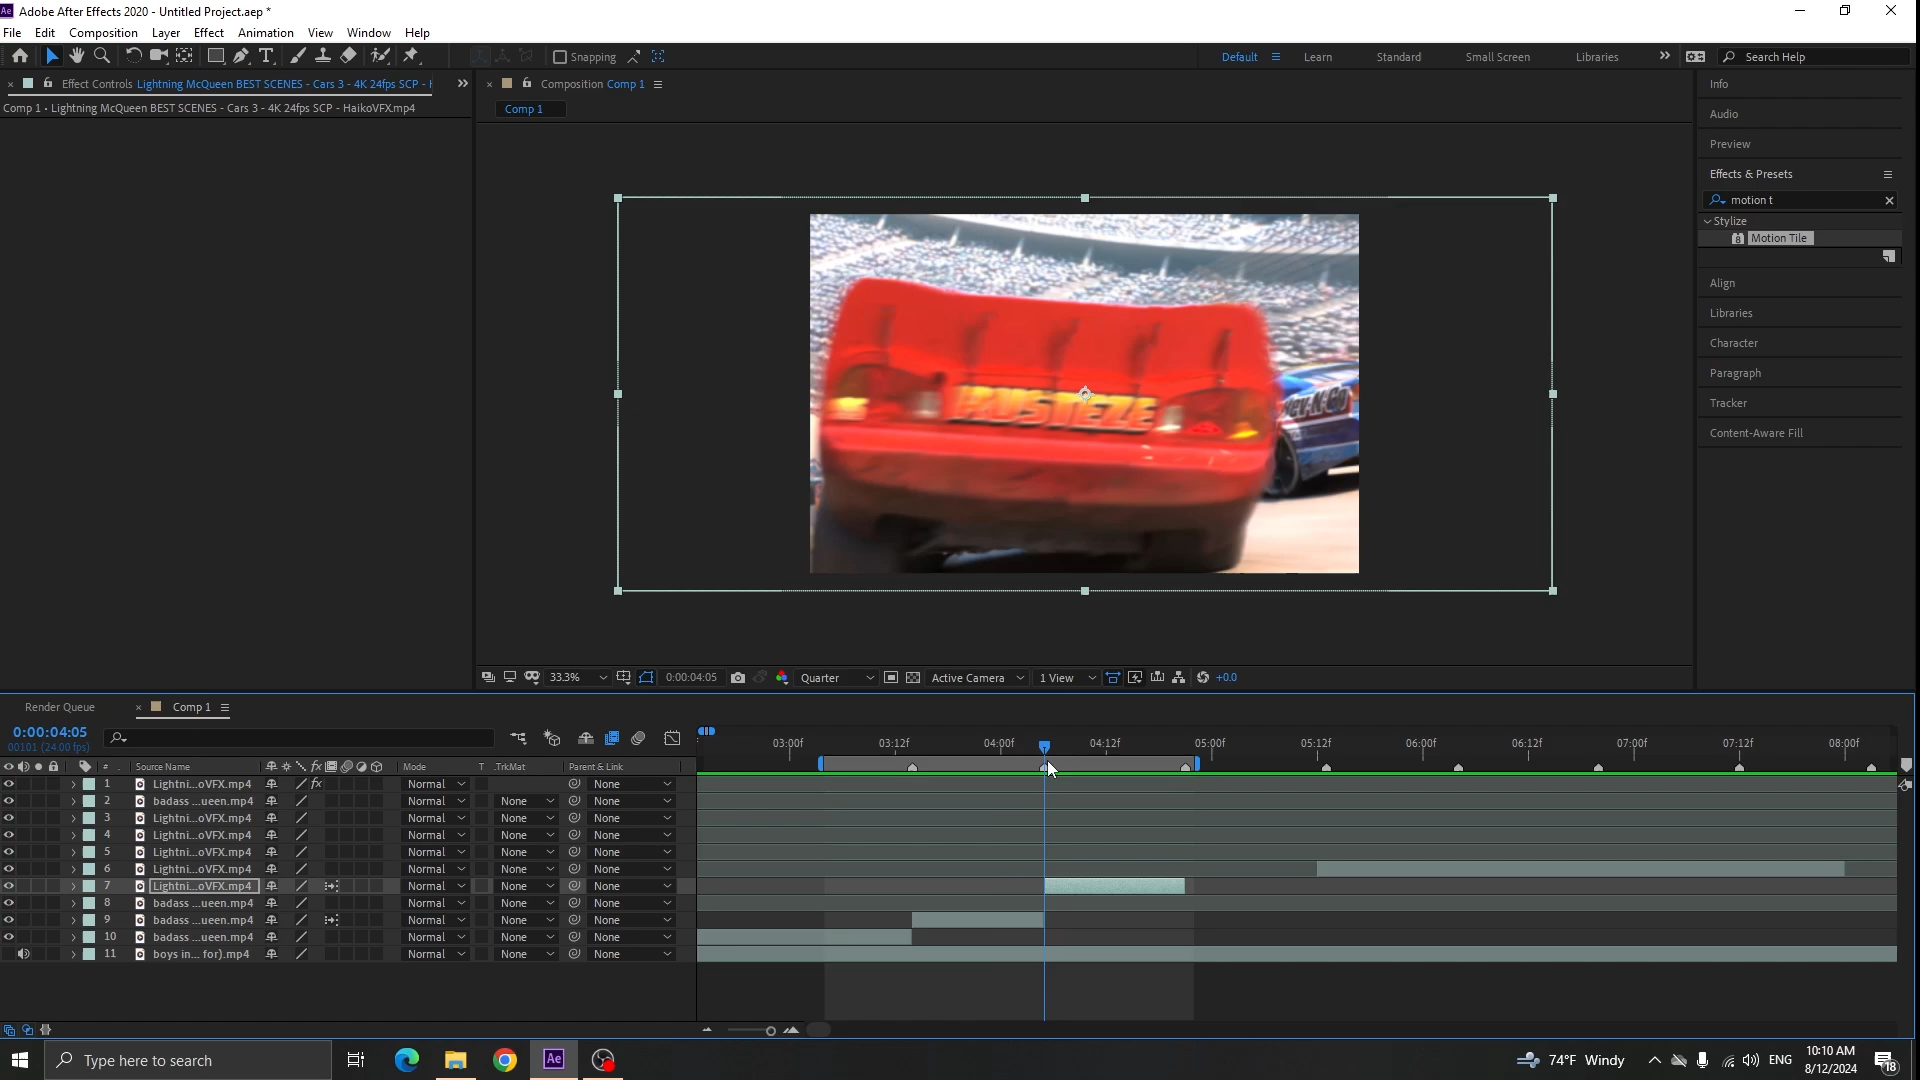 Adobe After Effects 2020 - Untitled Project.aep *
File Edit Composition Layer Effect Animation View Window Help
Snapping
Default Learn Standard Small Screen Libraries Search Help
Effect Controls Lightning McQueen BEST SCENES - Cars 3 - 4K 24fps SCP - H
Composition Comp 1
Comp 1 • Lightning McQueen BEST SCENES - Cars 3 - 4K 24fps SCP - HaikoVFX.mp4
Comp 1
Info
Audio
Preview
Effects & Presets
motion t
Stylize
Motion Tile
Align
Libraries
Character
Paragraph
Tracker
Content-Aware Fill
RUSTEZE
33.3% 0:00:04:05 Quarter Active Camera 1 View +0.0
Render Queue Comp 1
0:00:04:05
00101 (24.00 fps)
03:00f 03:12f 04:00f 04:12f 05:00f 05:12f 06:00f 06:12f 07:00f 07:12f 08:00f
# Source Name fx Mode T .TrkMat Parent & Link
1 Lightni...oVFX.mp4 fx Normal None
2 badass ...ueen.mp4 Normal None None
3 Lightni...oVFX.mp4 Normal None None
4 Lightni...oVFX.mp4 Normal None None
5 Lightni...oVFX.mp4 Normal None None
6 Lightni...oVFX.mp4 Normal None None
7 Lightni...oVFX.mp4 Normal None None
8 badass ...ueen.mp4 Normal None None
9 badass ...ueen.mp4 Normal None None
10 badass ...ueen.mp4 Normal None None
11 boys in... for).mp4 Normal None None
Type here to search
Ae
74°F Windy
ENG
10:10 AM
8/12/2024
18